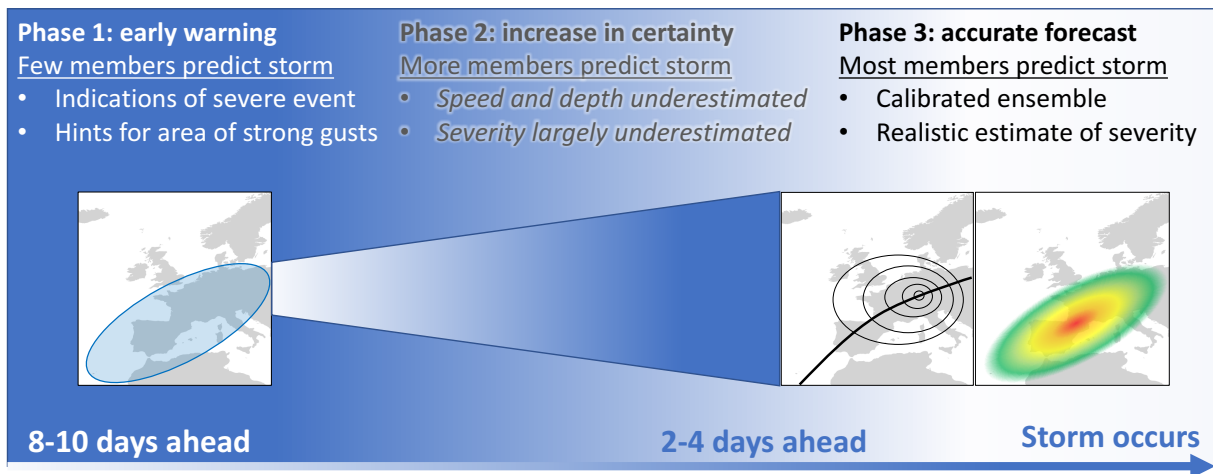 Phase 1: early warning
Few members predict storm
• Indications of severe event
• Hints for area of strong gusts
Phase 2: increase in certainty
More members predict storm
• Speed and depth underestimated
• Severity largely underestimated
Phase 3: accurate forecast
Most members predict storm
• Calibrated ensemble
• Realistic estimate of severity
8-10 days ahead
2-4 days ahead
Storm occurs